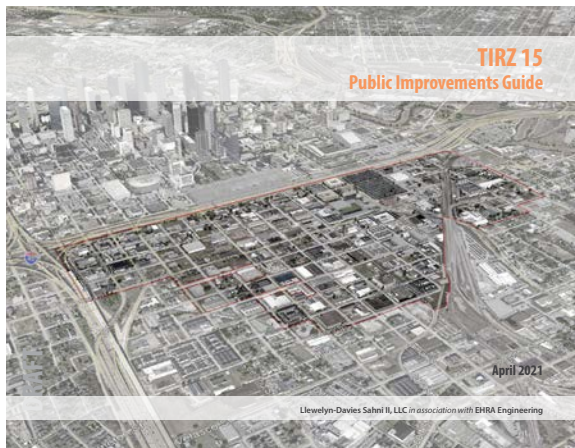 TIRZ 15
Public Improvements Guide
April 2021
Llewelyn-Davies Sahni II, LLC in association with EHRA Engineering